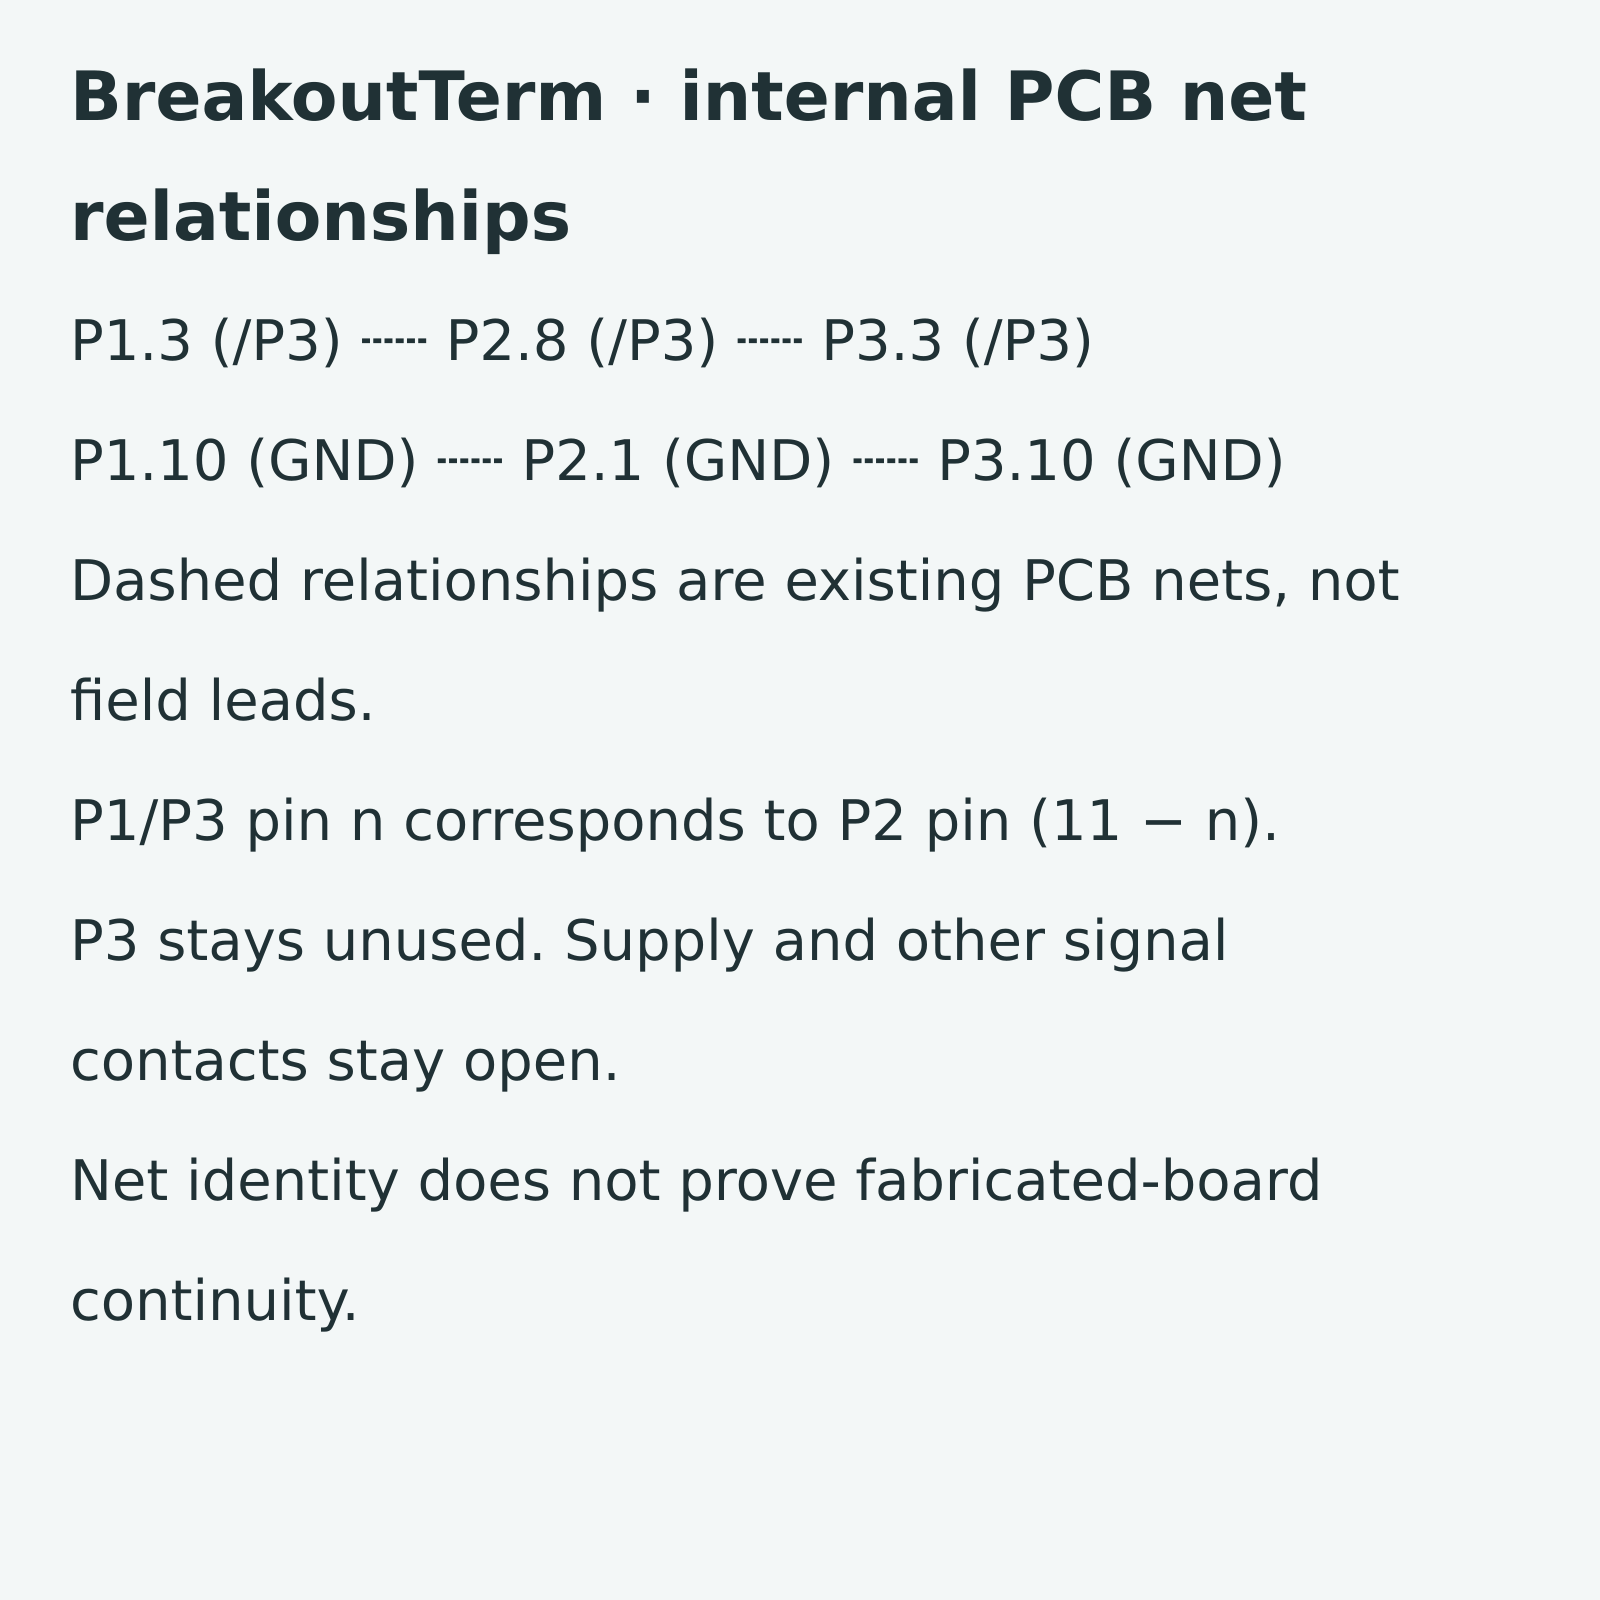 BreakoutTerm · internal PCB net
relationships
P1.3 (/P3) ┄┄ P2.8 (/P3) ┄┄ P3.3 (/P3)
P1.10 (GND) ┄┄ P2.1 (GND) ┄┄ P3.10 (GND)
Dashed relationships are existing PCB nets, not
field leads.
P1/P3 pin n corresponds to P2 pin (11 − n).
P3 stays unused. Supply and other signal
contacts stay open.
Net identity does not prove fabricated-board
continuity.